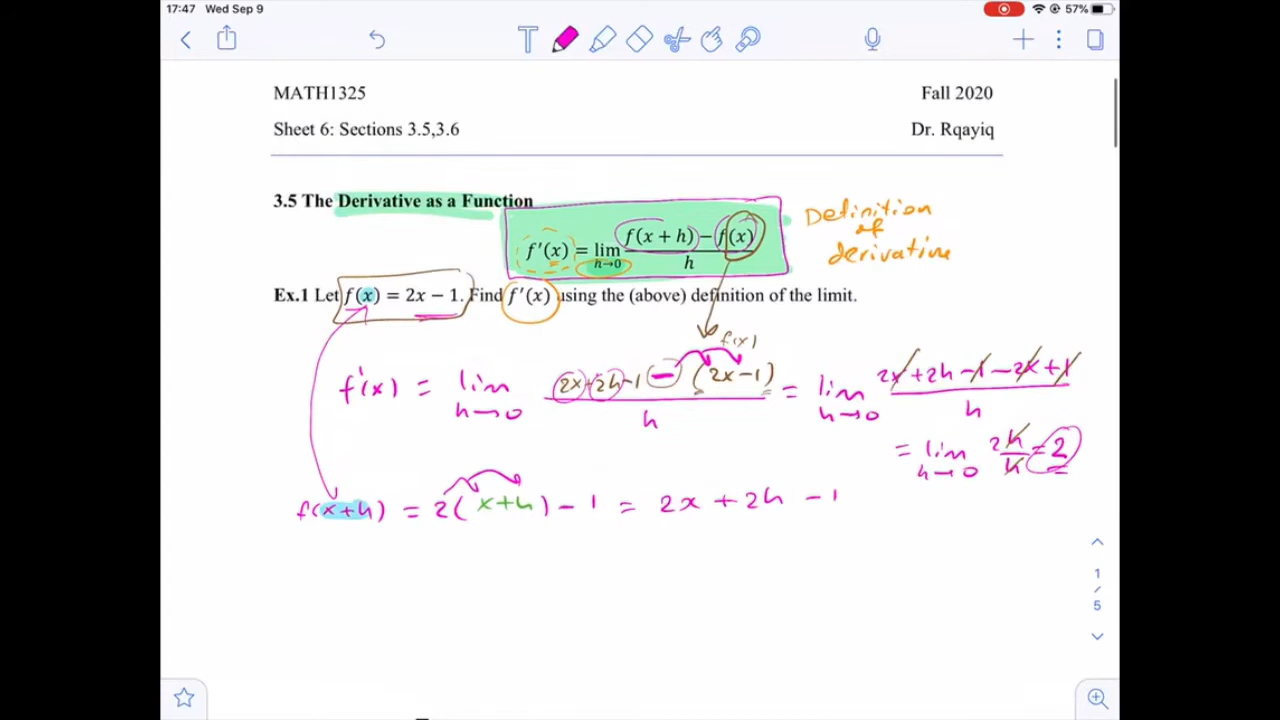 17:47 Wed Sep 9 57%
MATH1325 Fall 2020
Sheet 6: Sections 3.5,3.6 Dr. Rqayiq
3.5 The Derivative as a Function
f′(x) = lim h→0 f(x + h) − f(x) / h
Definition
of
derivative
Ex.1 Let f(x) = 2x − 1. Find f′(x) using the (above) definition of the limit.
f(x)
f'(x) = lim h→0 2x+2h-1 - (2x-1) / h = lim h→0 2x+2h-1-2x+1 / h
= lim h→0 2h/h = 2
f(x+h) = 2(x+h) - 1 = 2x + 2h - 1
1
/
5